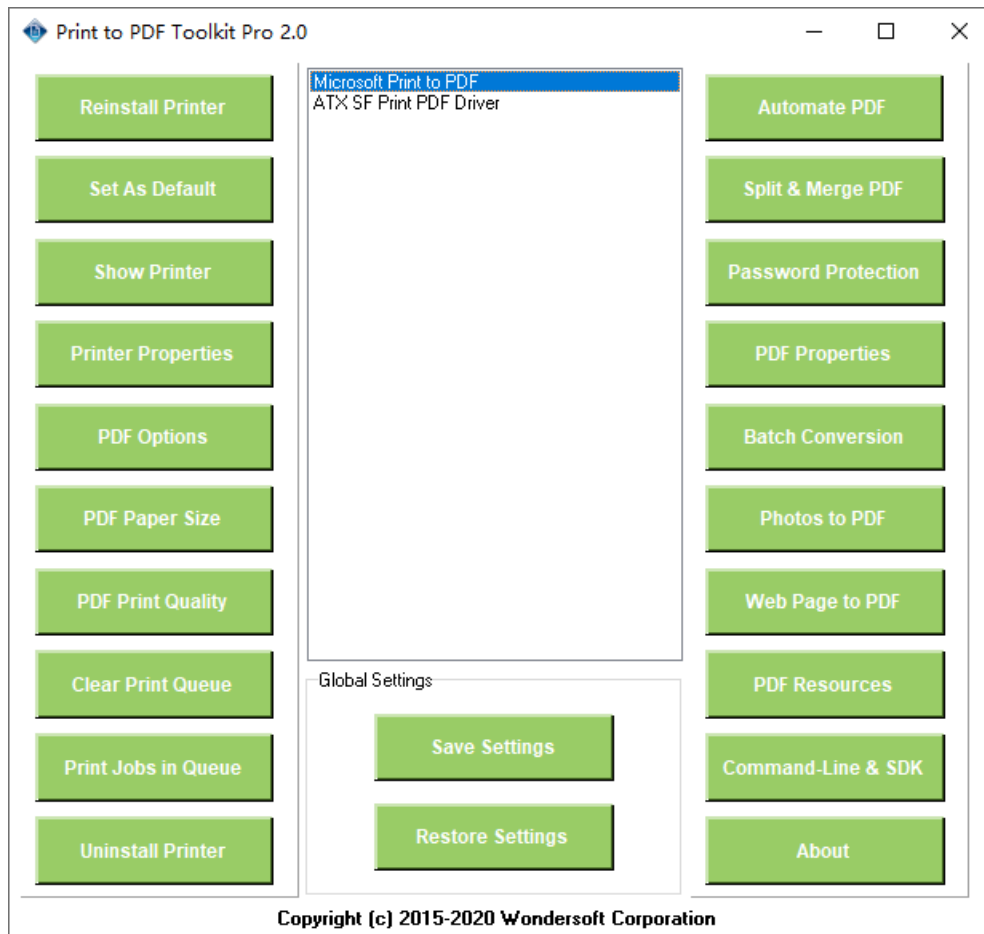 Print to PDF Toolkit Pro 2.0
Reinstall Printer
Set As Default
Show Printer
Printer Properties
PDF Options
PDF Paper Size
PDF Print Quality
Clear Print Queue
Print Jobs in Queue
Uninstall Printer
Microsoft Print to PDF
ATX SF Print PDF Driver
Global Settings
Save Settings
Restore Settings
Automate PDF
Split & Merge PDF
Password Protection
PDF Properties
Batch Conversion
Photos to PDF
Web Page to PDF
PDF Resources
Command-Line & SDK
About
Copyright (c) 2015-2020 Wondersoft Corporation